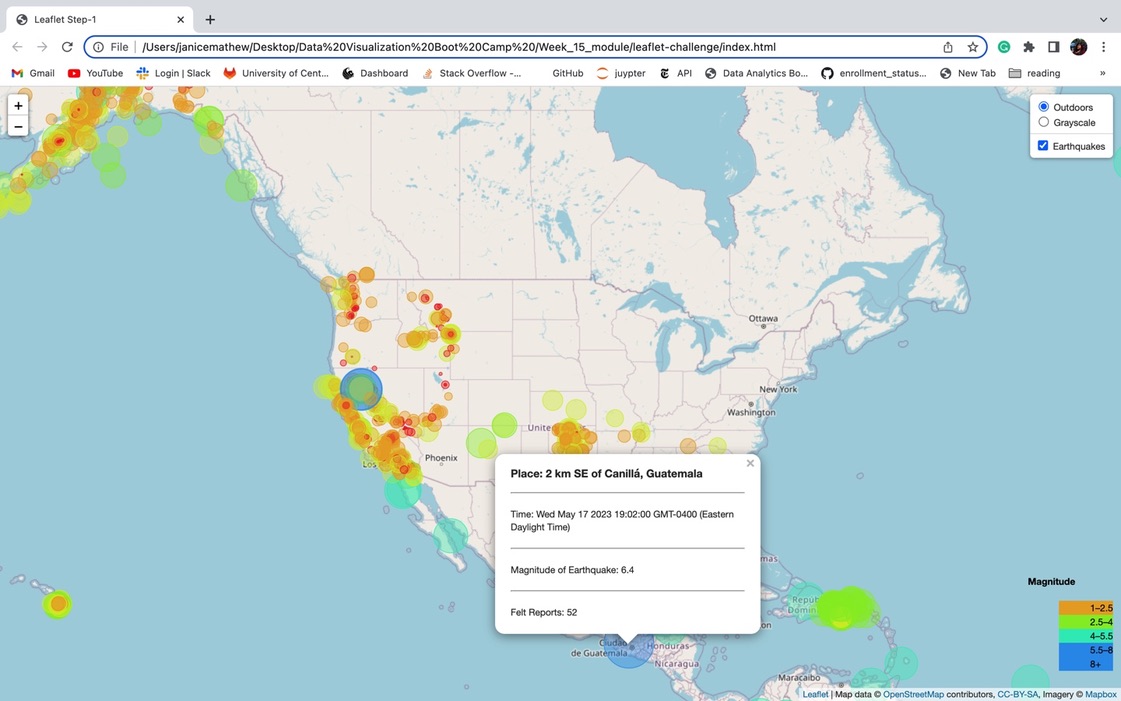 Leaflet Step-1
File
/Users/janicemathew/Desktop/Data%20Visualization%20Boot%20Camp%20/Week_15_module/leaflet-challenge/index.html
Gmail
YouTube
Login | Slack
University of Cent...
Dashboard
Stack Overflow -...
GitHub
juypter
API
Data Analytics Bo...
enrollment_status...
New Tab
reading
»
+
−
Outdoors
Grayscale
Earthquakes
Ottawa
New York
Washington
United
Los
Phoenix
Place: 2 km SE of Canillá, Guatemala
Time: Wed May 17 2023 19:02:00 GMT-0400 (Eastern
Daylight Time)
Magnitude of Earthquake: 6.4
Felt Reports: 52
mas
Repub
Domin
on
Ciudad
de Guatemala
Honduras
Nicaragua
Maracaibo
Magnitude
1–2.5
2.5–4
4–5.5
5.5–8
8+
Leaflet | Map data © OpenStreetMap contributors, CC-BY-SA, Imagery © Mapbox